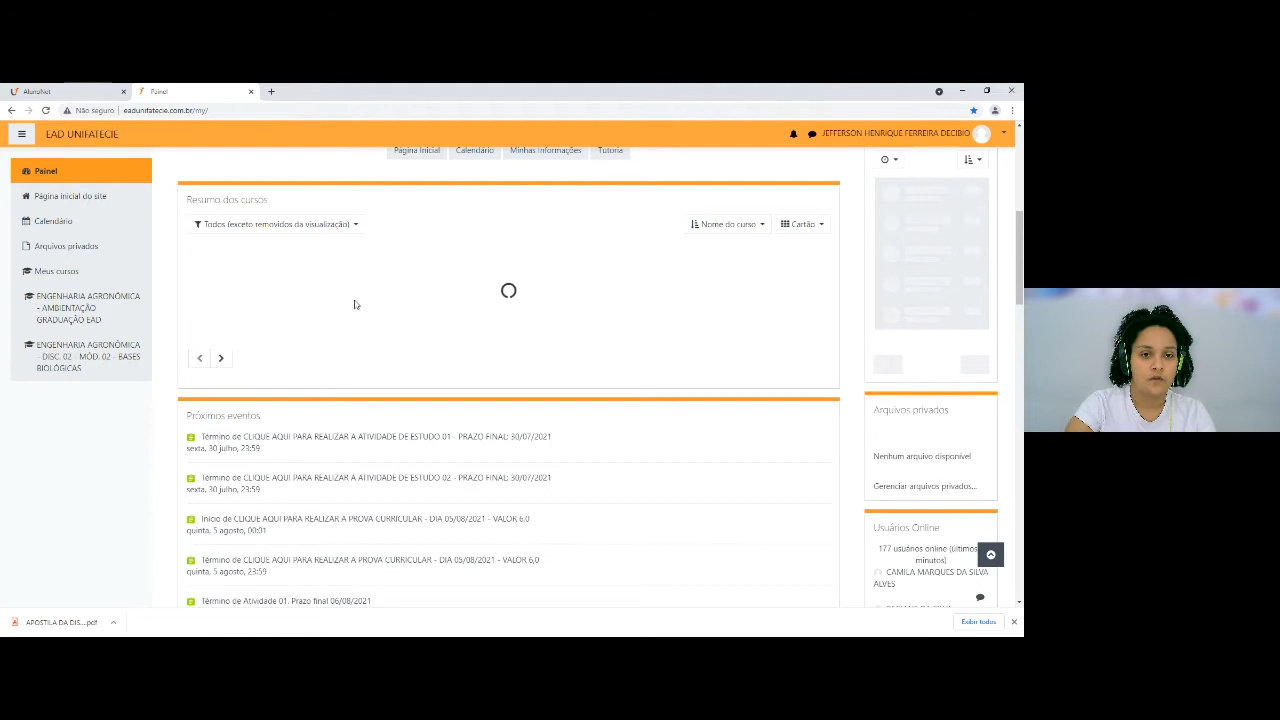 AlunoNet
Painel
Não seguro
eadunifatecie.com.br/my/
EAD UNIFATECIE
JEFFERSON HENRIQUE FERREIRA DECIBIO
Painel
Página inicial do site
Calendário
Arquivos privados
Meus cursos
ENGENHARIA AGRONÔMICA
- AMBIENTAÇÃO
GRADUAÇÃO EAD
ENGENHARIA AGRONÔMICA
- DISC. 02 - MÓD. 02 - BASES
BIOLÓGICAS
Página Inicial
Calendário
Minhas Informações
Tutoria
Resumo dos cursos
Todos (exceto removidos da visualização)
Nome do curso
Cartão
Próximos eventos
Término de CLIQUE AQUI PARA REALIZAR A ATIVIDADE DE ESTUDO 01 - PRAZO FINAL: 30/07/2021
sexta, 30 julho, 23:59
Término de CLIQUE AQUI PARA REALIZAR A ATIVIDADE DE ESTUDO 02 - PRAZO FINAL: 30/07/2021
sexta, 30 julho, 23:59
Início de CLIQUE AQUI PARA REALIZAR A PROVA CURRICULAR - DIA 05/08/2021 - VALOR 6.0
quinta, 5 agosto, 00:01
Término de CLIQUE AQUI PARA REALIZAR A PROVA CURRICULAR - DIA 05/08/2021 - VALOR 6,0
quinta, 5 agosto, 23:59
Término de Atividade 01. Prazo final 06/08/2021
Arquivos privados
Nenhum arquivo disponível
Gerenciar arquivos privados...
Usuários Online
177 usuários online (últimos
minutos)
CAMILA MARQUES DA SILVA
ALVES
APOSTILA DA DIS....pdf
Exibir todos